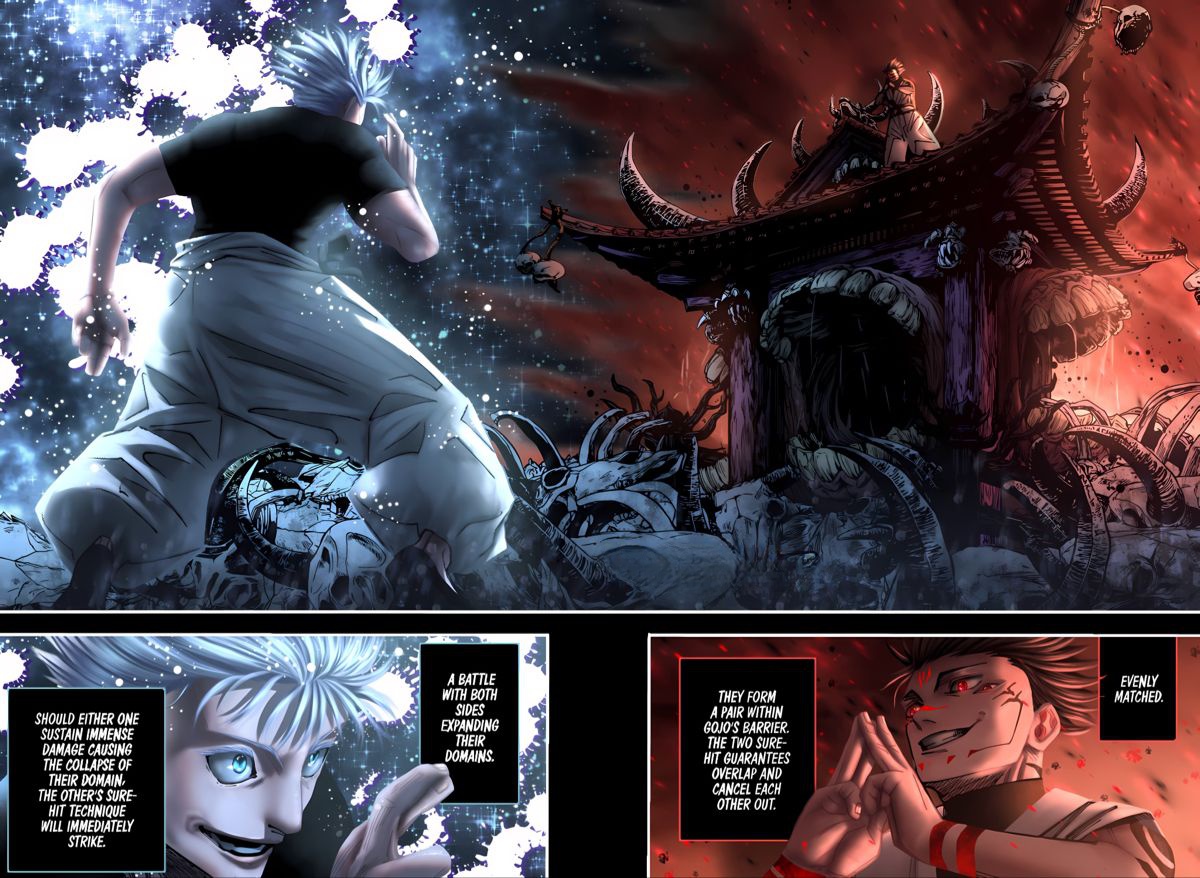 EVENLY
MATCHED.
THEY FORM
A PAIR WITHIN
GOJO'S BARRIER.
THE TWO SURE-
HIT GUARANTEES
OVERLAP AND
CANCEL EACH
OTHER OUT.
A BATTLE
WITH BOTH
SIDES
EXPANDING
THEIR
DOMAINS.
SHOULD EITHER ONE
SUSTAIN IMMENSE
DAMAGE CAUSING
THE COLLAPSE OF
THEIR DOMAIN,
THE OTHER'S SURE-
HIT TECHNIQUE
WILL IMMEDIATELY
STRIKE.